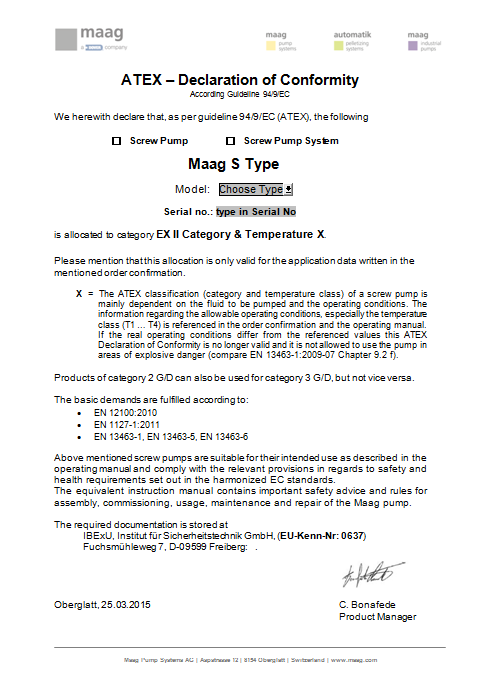 maag
a company
maag
pump
systems
automatik
pelletizing
systems
maag
industrial
pumps
ATEX – Declaration of Conformity
According Guideline 94/9/EC
We herewith declare that, as per guideline 94/9/EC (ATEX), the following
Screw Pump
Screw Pump System
Maag S Type
Model: Choose Type
Serial no.: type in Serial No
is allocated to category EX II Category & Temperature X.
Please mention that this allocation is only valid for the application data written in the
mentioned order confirmation.
X = The ATEX classification (category and temperature class) of a screw pump is
mainly dependent on the fluid to be pumped and the operating conditions. The
information regarding the allowable operating conditions, especially the temperature
class (T1 ... T4) is referenced in the order confirmation and the operating manual.
If the real operating conditions differ from the referenced values this ATEX
Declaration of Conformity is no longer valid and it is not allowed to use the pump in
areas of explosive danger (compare EN 13463-1:2009-07 Chapter 9.2 f).
Products of category 2 G/D can also be used for category 3 G/D, but not vice versa.
The basic demands are fulfilled according to:
• EN 12100:2010
• EN 1127-1:2011
• EN 13463-1, EN 13463-5, EN 13463-6
Above mentioned screw pumps are suitable for their intended use as described in the
operating manual and comply with the relevant provisions in regards to safety and
health requirements set out in the harmonized EC standards.
The equivalent instruction manual contains important safety advice and rules for
assembly, commissioning, usage, maintenance and repair of the Maag pump.
The required documentation is stored at
IBExU, Institut für Sicherheitstechnik GmbH, (EU-Kenn-Nr: 0637)
Fuchsmühleweg 7, D-09599 Freiberg: .
Oberglatt, 25.03.2015
C. Bonafede
Product Manager
Maag Pump Systems AG | Aspstrasse 12 | 8154 Oberglatt | Switzerland | www.maag.com